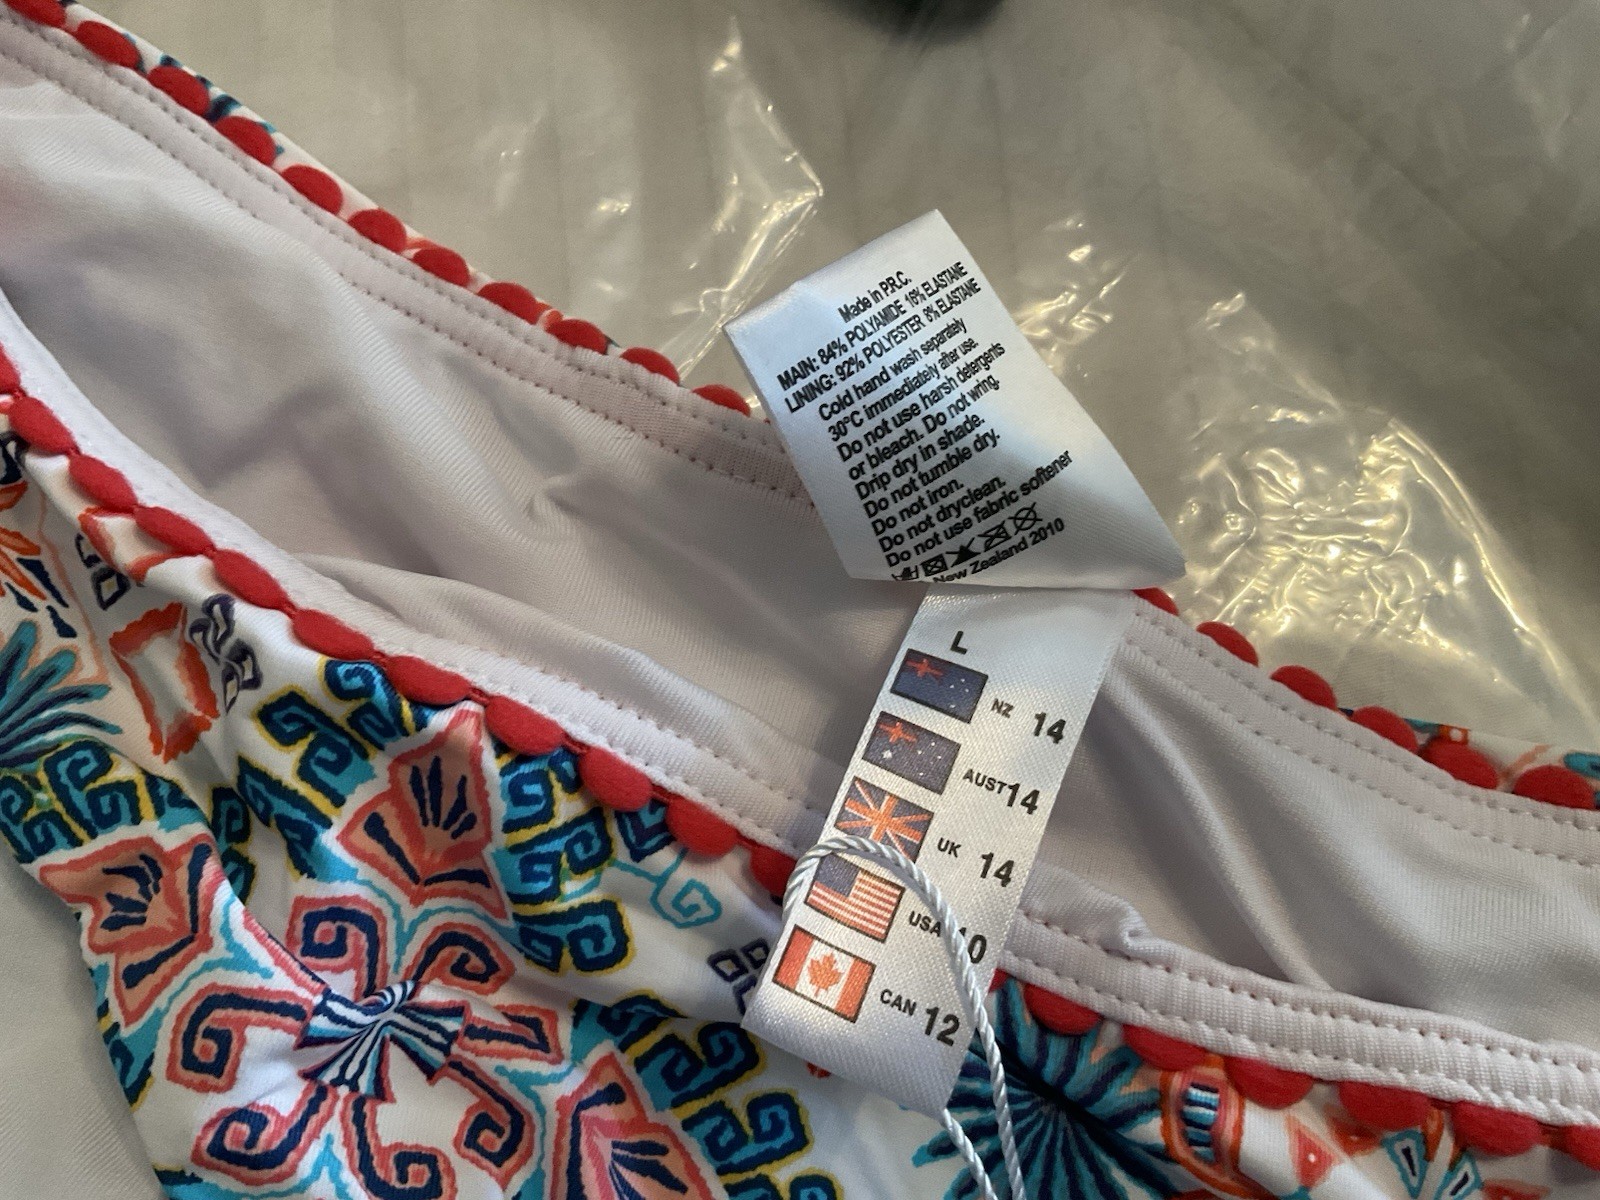 Made in P.R.C.
MAIN: 84% POLYAMIDE 16% ELASTANE
LINING: 92% POLYESTER 8% ELASTANE
Cold hand wash separately
30°C immediately after use.
Do not use harsh detergents
or bleach. Do not wring.
Drip dry in shade.
Do not tumble dry.
Do not iron.
Do not dryclean.
Do not use fabric softener
New Zealand 2010
L
NZ 14
AUST 14
UK 14
USA 10
CAN 12